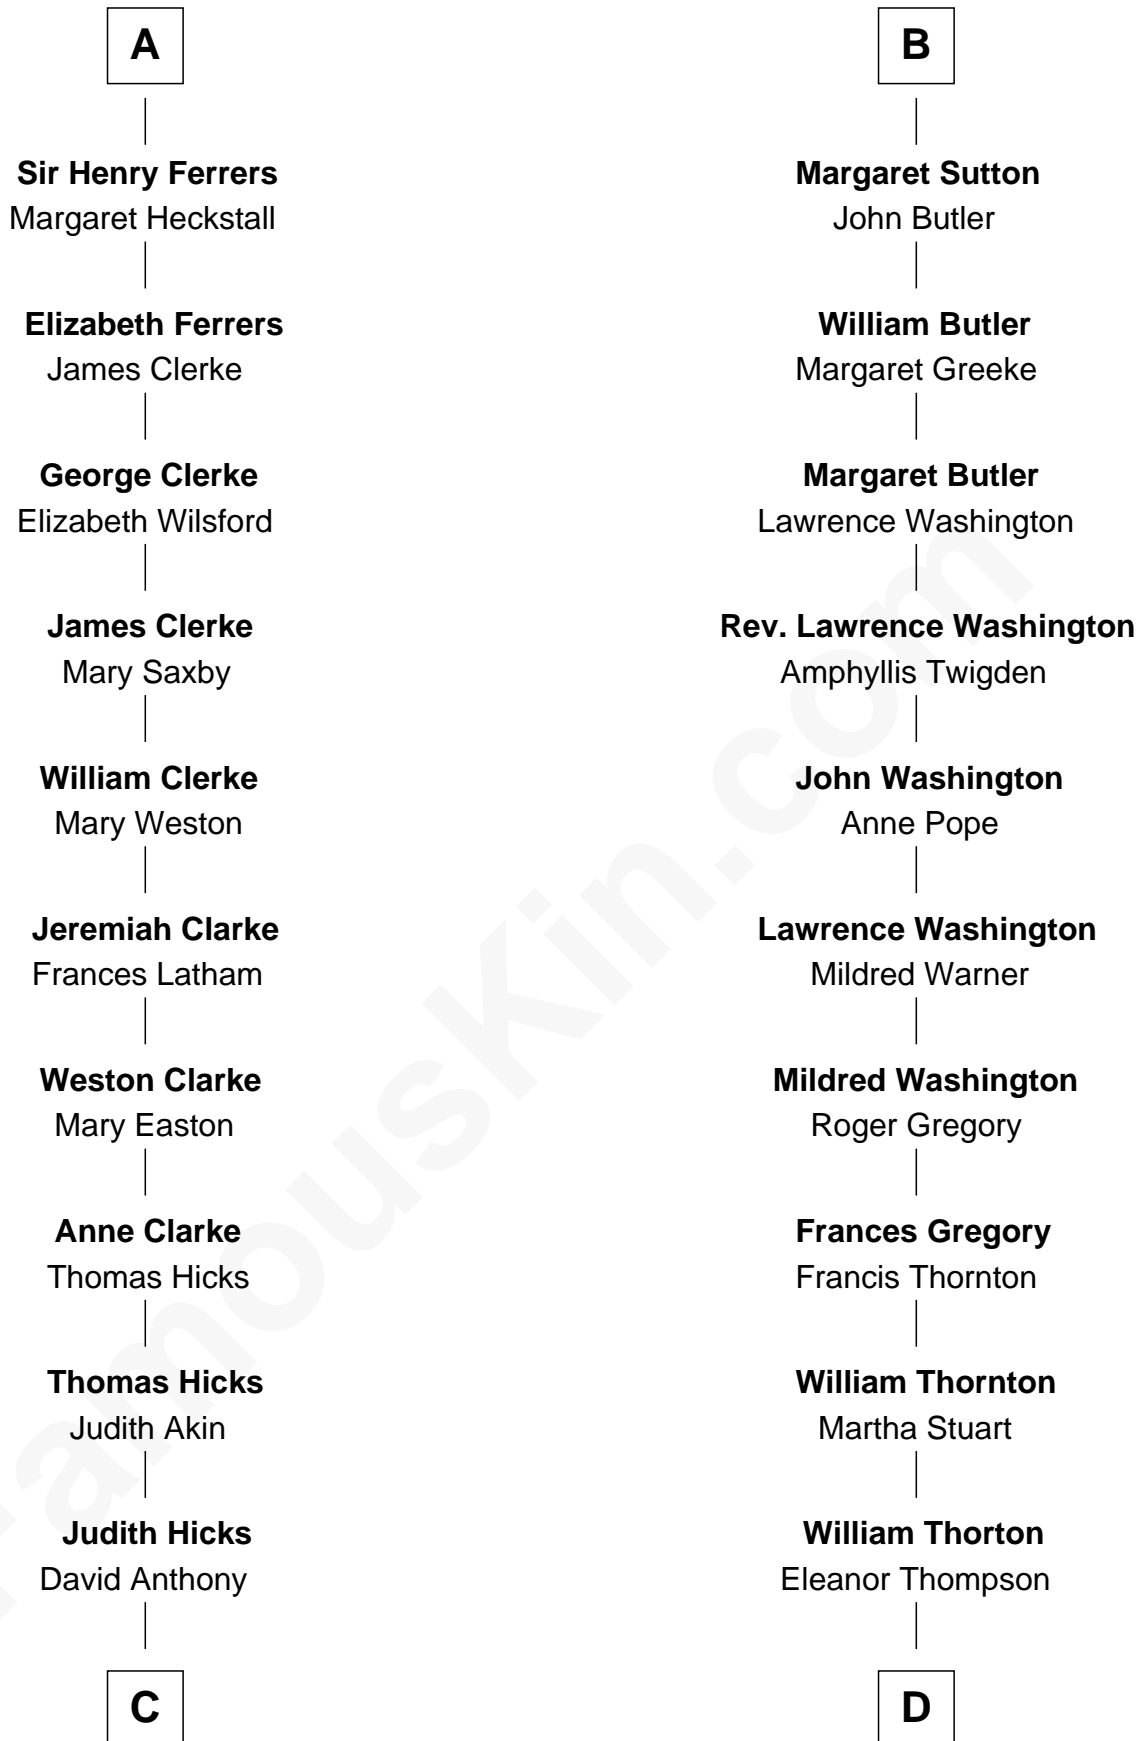 A
Sir Henry Ferrers
Margaret Heckstall
Elizabeth Ferrers
James Clerke
George Clerke
Elizabeth Wilsford
James Clerke
Mary Saxby
William Clerke
Mary Weston
Jeremiah Clarke
Frances Latham
Weston Clarke
Mary Easton
Anne Clarke
Thomas Hicks
Thomas Hicks
Judith Akin
Judith Hicks
David Anthony
C
B
Margaret Sutton
John Butler
William Butler
Margaret Greeke
Margaret Butler
Lawrence Washington
Rev. Lawrence Washington
Amphyllis Twigden
John Washington
Anne Pope
Lawrence Washington
Mildred Warner
Mildred Washington
Roger Gregory
Frances Gregory
Francis Thornton
William Thornton
Martha Stuart
William Thorton
Eleanor Thompson
D
FamousKin.com